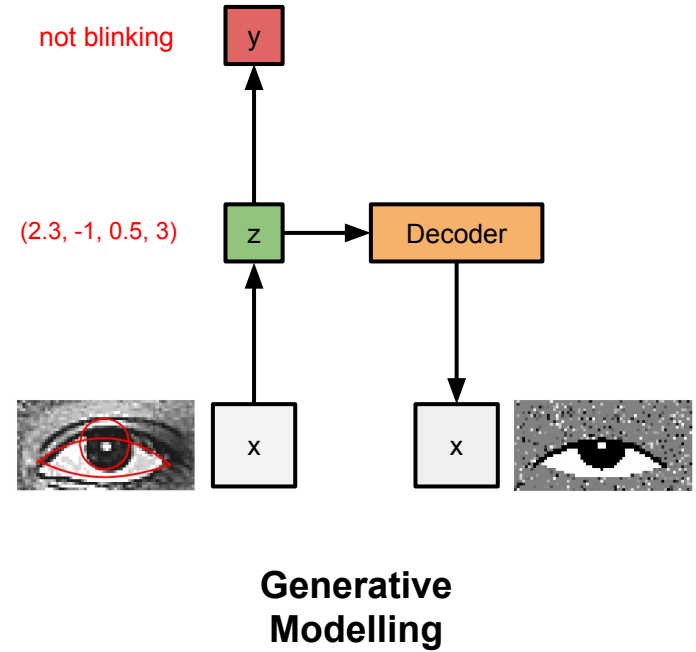 not blinking
y
(2.3, -1, 0.5, 3)
z
Decoder
x
x
Generative
Modelling